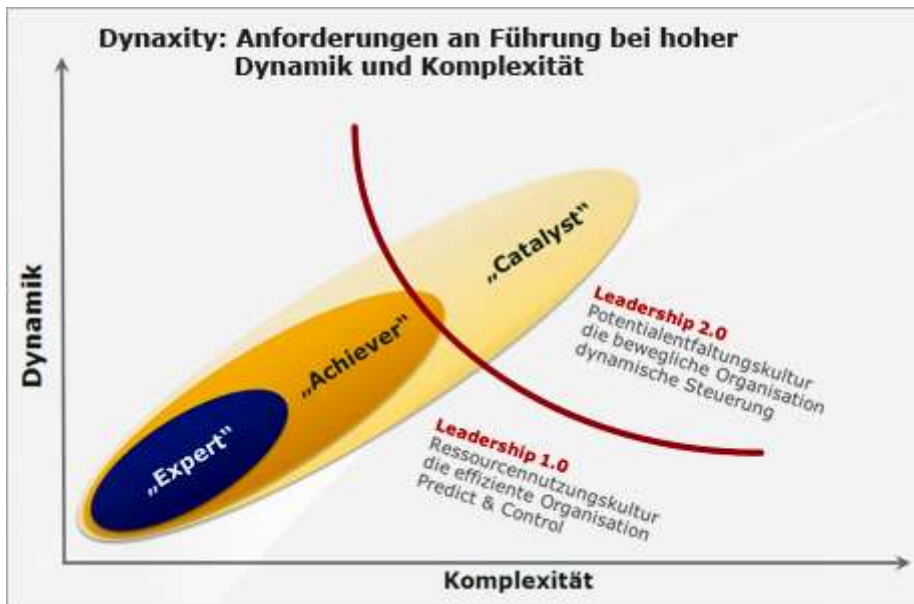 Dynaxity: Anforderungen an Führung bei hoher
Dynamik und Komplexität
Dynamik
„Catalyst“
„Achiever“
„Expert“
Leadership 2.0
Potentialentfaltungskultur
die bewegliche Organisation
dynamische Steuerung
Leadership 1.0
Ressourcennutzungskultur
die effiziente Organisation
Predict & Control
Komplexität